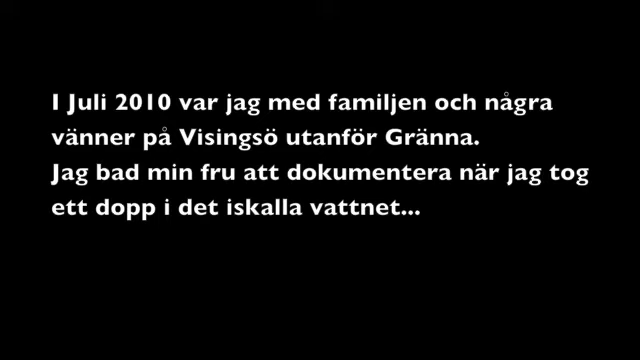 I Juli 2010 var jag med familjen och några
vänner på Visingsö utanför Gränna.
Jag bad min fru att dokumentera när jag tog
ett dopp i det iskalla vattnet...